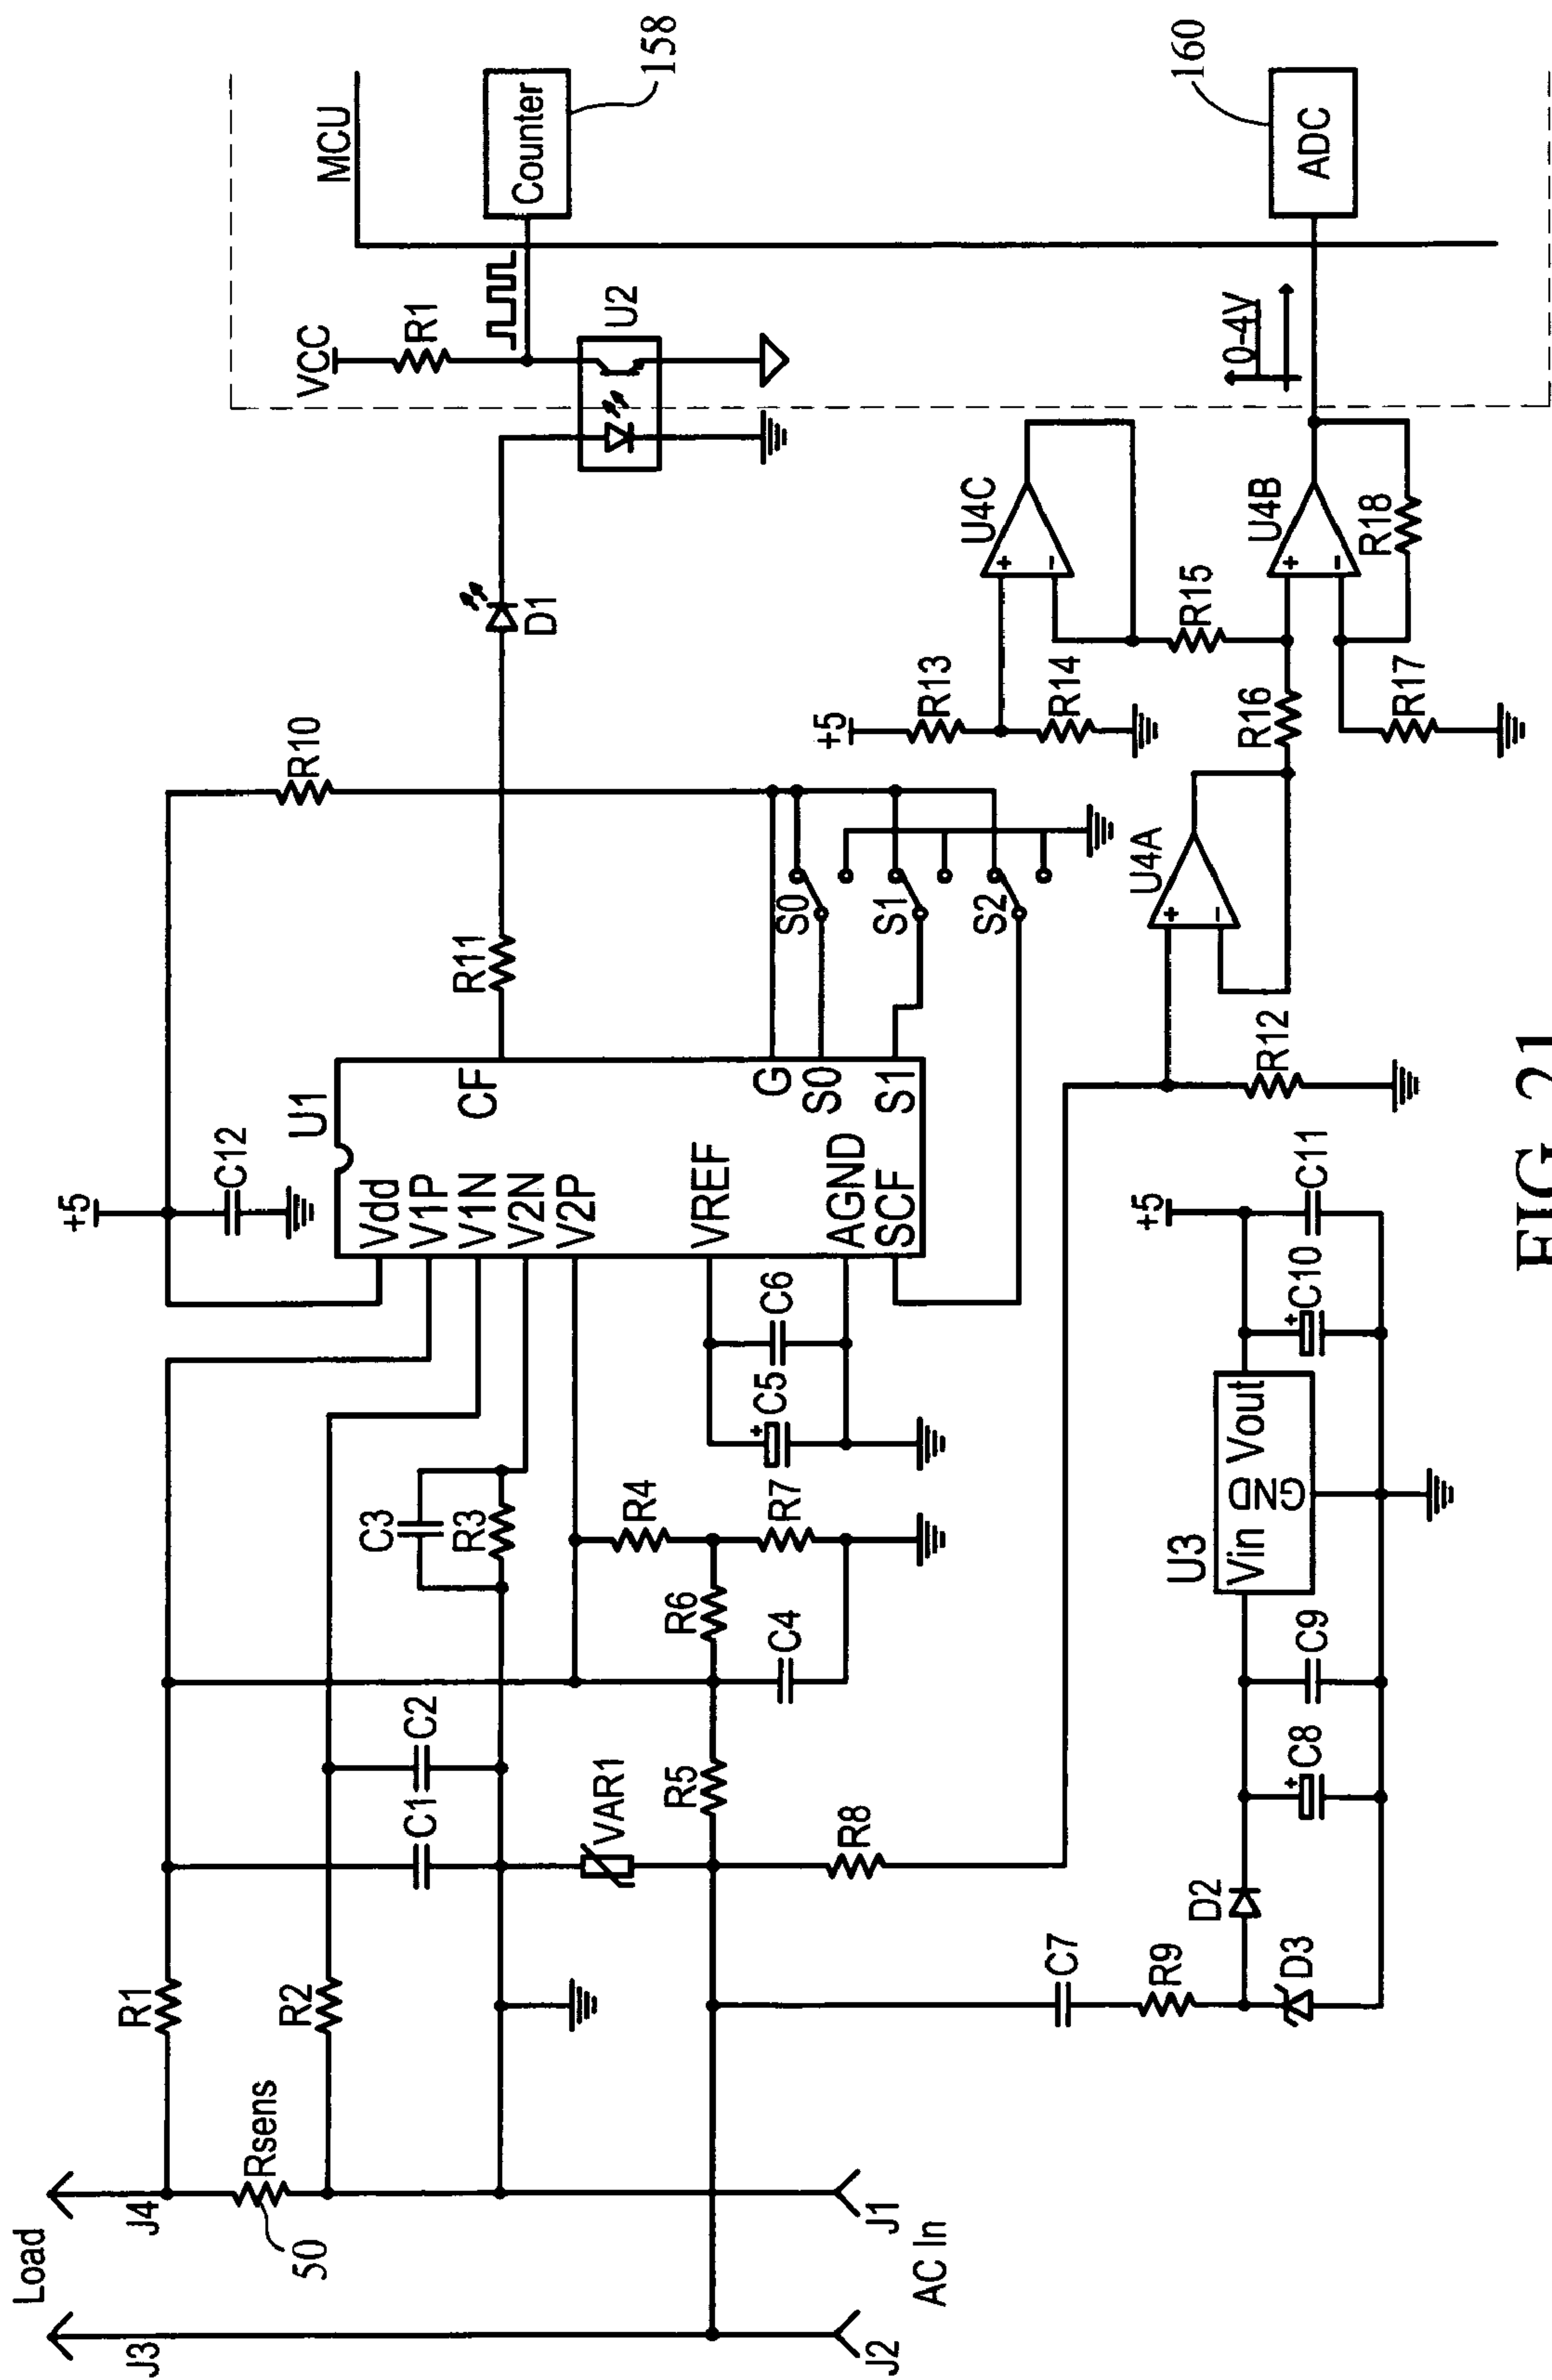 Load
J3
J4
50
Rsens
J1
J2
AC In
R1
R2
C1
C2
VAR1
R5
R8
C3
R3
R6
C4
R4
R7
C5
C6
C7
R9
D2
D3
C8
C9
U3
Vin
GND
Vout
C10
C11
+5
+5
C12
U1
Vdd
V1P
V1N
V2N
V2P
VREF
AGND
SCF
CF
G
S0
S1
R10
R11
S0
S1
S2
D1
R12
U4A
R16
+5
R13
R14
U4C
R15
U4B
R17
R18
0-4V
VCC
R1
U2
MCU
Counter
158
ADC
160
FIG. 21